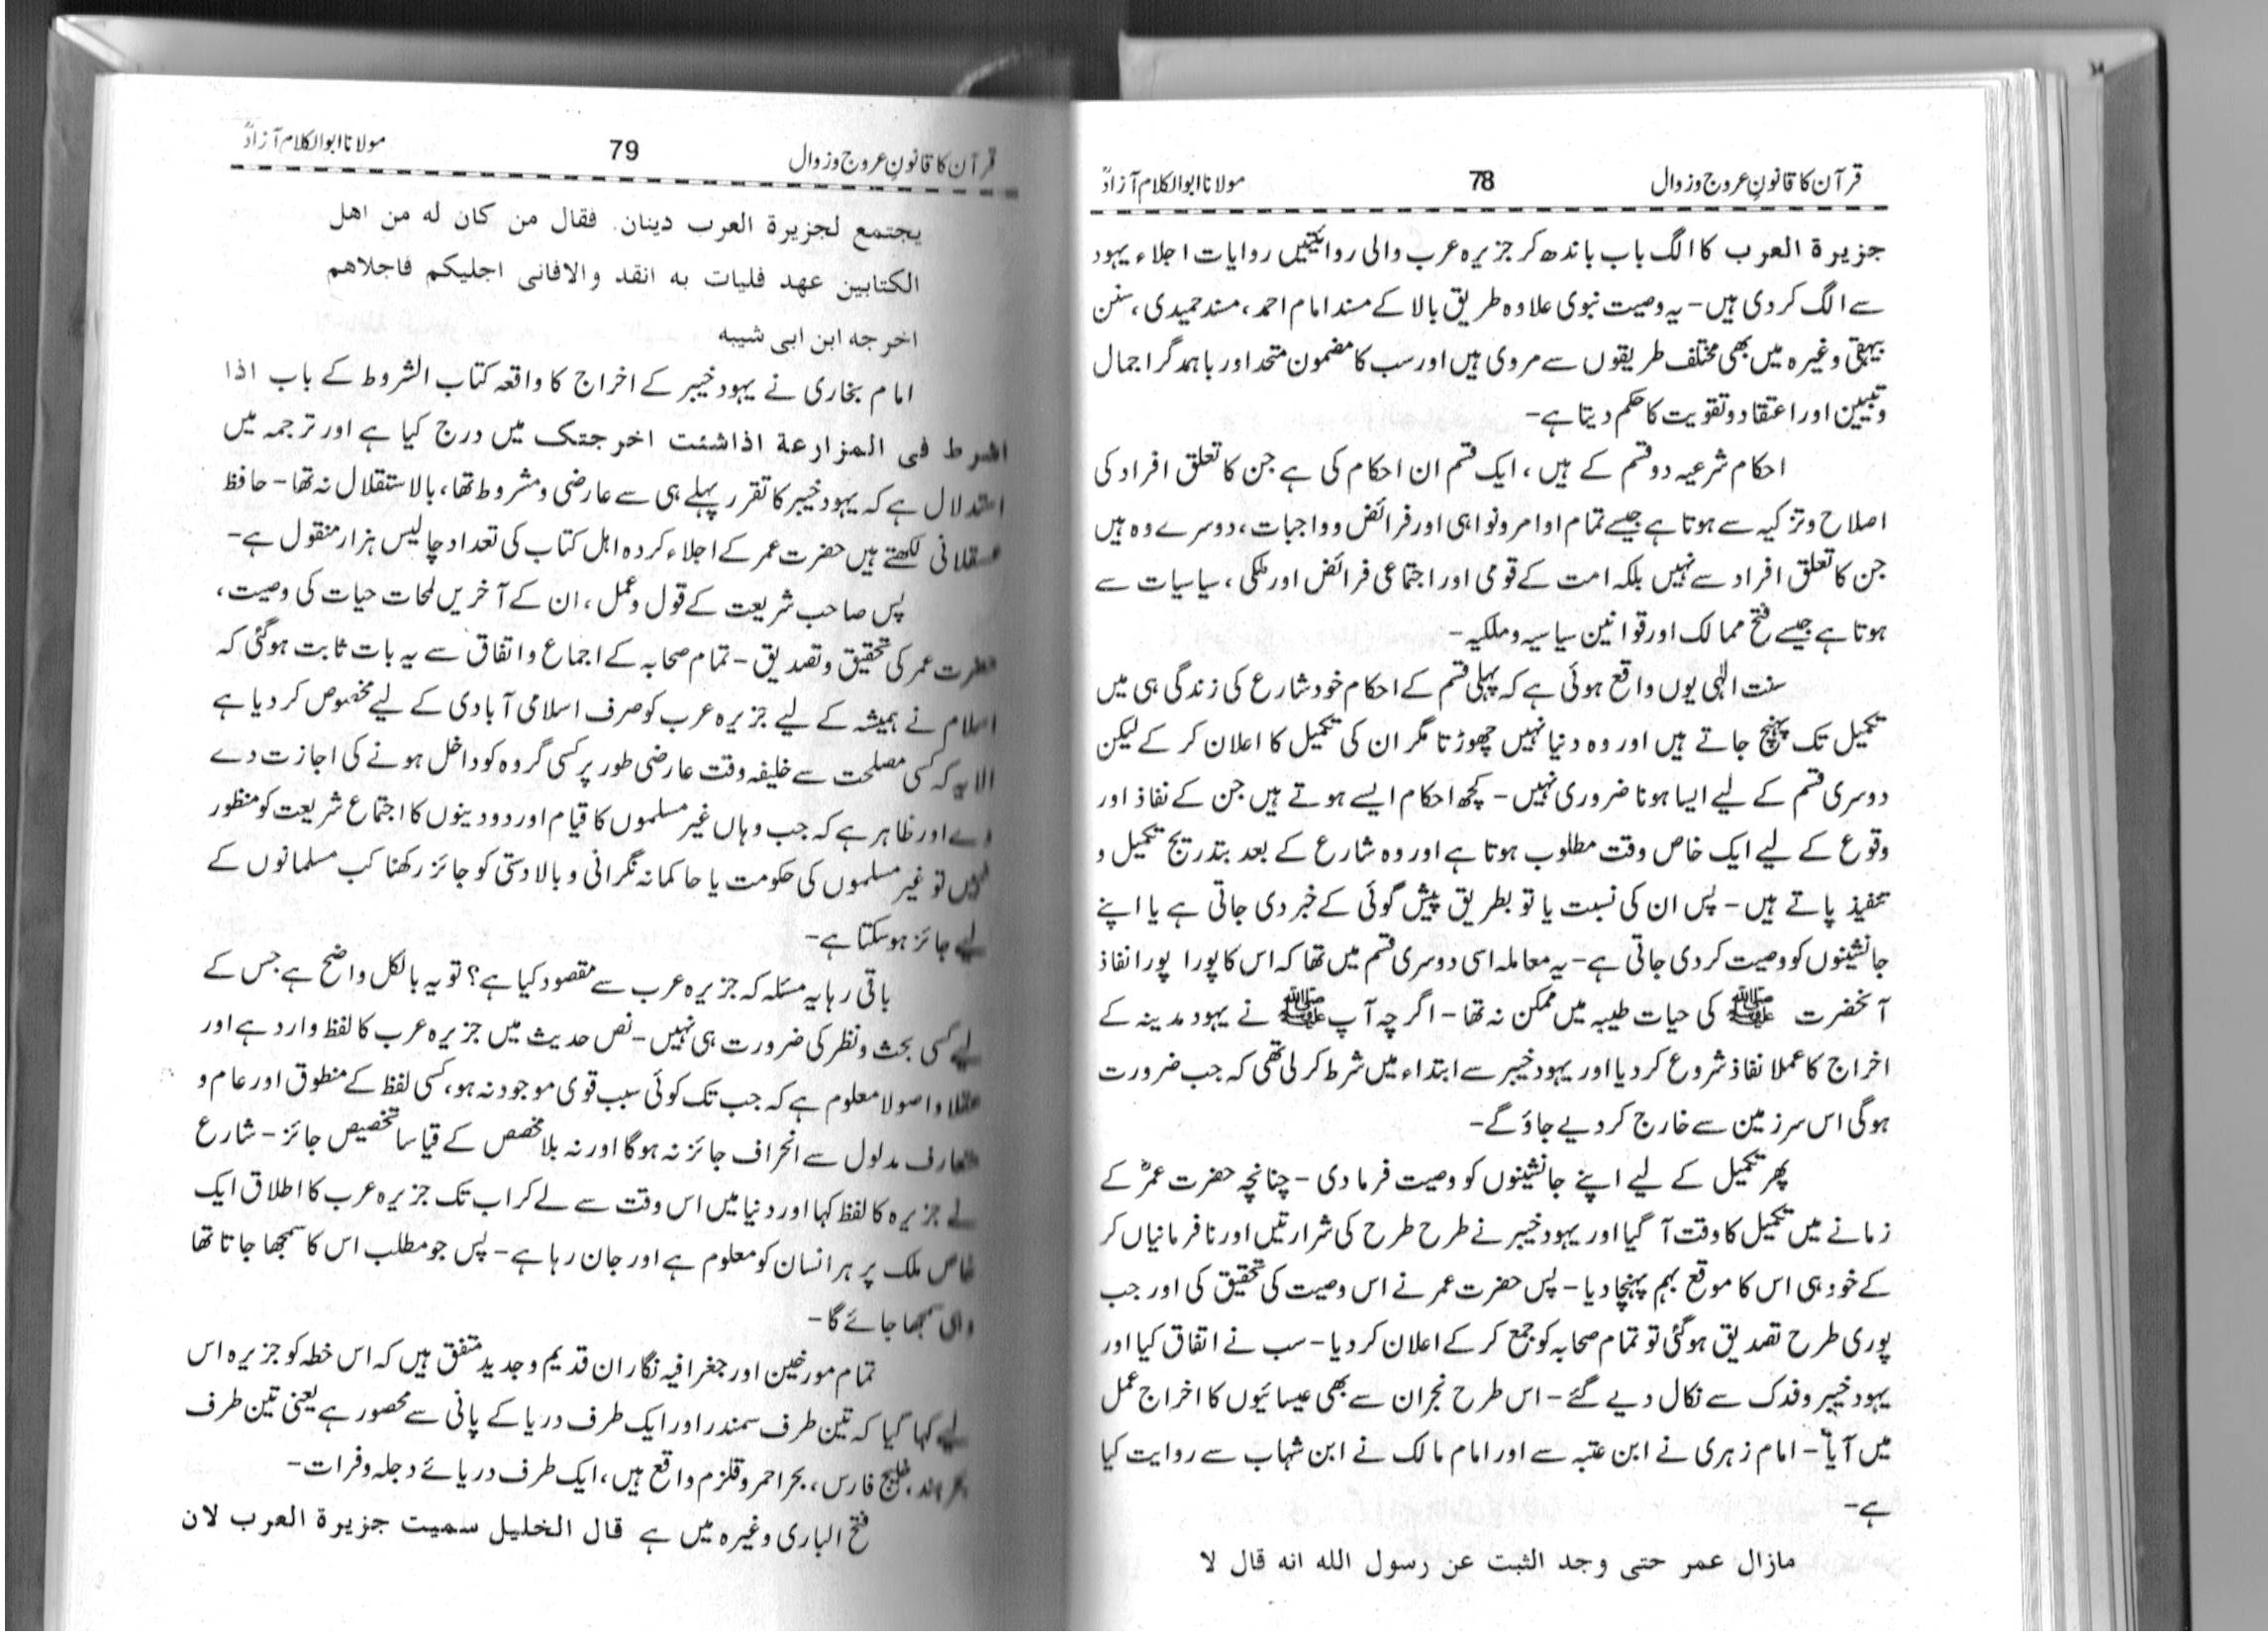 قرآن کا قانونِ عروج و زوال 78 مولانا ابوالکلام آزادؒ
جزیرة العرب کا الگ باب باندھ کر جزیرہ عرب والی روائیتیں روایات اجلاء یہود
سے الگ کردی ہیں- یہ وصیت نبوی علاوہ طریق بالا کے مسند امام احمد، مسند حمیدی، سنن
بیہقی وغیرہ میں بھی مختلف طریقوں سے مروی ہیں اور سب کا مضمون متحد اور باہمدگر اجمال
و تبیین اور اعتقاد و تقویت کا حکم دیتا ہے-
احکام شرعیہ دو قسم کے ہیں، ایک قسم ان احکام کی ہے جن کا تعلق افراد کی
اصلاح و تزکیہ سے ہوتا ہے جیسے تمام اوامر و نواہی اور فرائض و واجبات، دوسرے وہ ہیں
جن کا تعلق افراد سے نہیں بلکہ امت کے قومی اور اجتماعی فرائض اور ملکی، سیاسیات سے
ہوتا ہے جیسے فتح ممالک اور قوانین سیاسیہ و ملکیہ-
سنت الٰہی یوں واقع ہوئی ہے کہ پہلی قسم کے احکام خود شارع کی زندگی ہی میں
تکمیل تک پہنچ جاتے ہیں اور وہ دنیا نہیں چھوڑتا مگر ان کی تکمیل کا اعلان کر کے لیکن
دوسری قسم کے لیے ایسا ہونا ضروری نہیں- کچھ احکام ایسے ہوتے ہیں جن کے نفاذ اور
وقوع کے لیے ایک خاص وقت مطلوب ہوتا ہے اور وہ شارع کے بعد بتدریج تکمیل و
تنفیذ پاتے ہیں- پس ان کی نسبت یا تو بطریق پیش گوئی کے خبر دی جاتی ہے یا اپنے
جانشینوں کو وصیت کردی جاتی ہے- یہ معاملہ اسی دوسری قسم میں تھا کہ اس کا پورا پورا نفاذ
آنحضرت ﷺ کی حیات طیبہ میں ممکن نہ تھا- اگرچہ آپ ﷺ نے یہود مدینہ کے
اخراج کا عملا نفاذ شروع کردیا اور یہود خیبر سے ابتداء میں شرط کرلی تھی کہ جب ضرورت
ہوگی اس سرزمین سے خارج کردیے جاؤ گے-
پھر تکمیل کے لیے اپنے جانشینوں کو وصیت فرما دی- چنانچہ حضرت عمرؓ کے
زمانے میں تکمیل کا وقت آ گیا اور یہود خیبر نے طرح طرح کی شرارتیں اور نافرمانیاں کر
کے خود ہی اس کا موقع بہم پہنچا دیا- پس حضرت عمر نے اس وصیت کی تحقیق کی اور جب
پوری طرح تصدیق ہوگئی تو تمام صحابہ کو جمع کر کے اعلان کردیا- سب نے اتفاق کیا اور
یہود خیبر و فدک سے نکال دیے گئے- اس طرح نجران سے بھی عیسائیوں کا اخراج عمل
میں آیا- امام زہری نے ابن عتبہ سے اور امام مالک نے ابن شہاب سے روایت کیا
ہے-
مازال عمر حتی وجد الثبت عن رسول الله انه قال لا
قرآن کا قانونِ عروج و زوال 79 مولانا ابوالکلام آزادؒ
یجتمع لجزیرة العرب دینان. فقال من کان له من اهل
الکتابین عهد فلیات به انقد والافانی اجلیکم فاجلاهم
اخرجه ابن ابی شیبه
امام بخاری نے یہود خیبر کے اخراج کا واقعہ کتاب الشروط کے باب اذا
اشرط فی المزارعة اذاشئت اخرجتک میں درج کیا ہے اور ترجمہ میں
استدلال ہے کہ یہود خیبر کا تقرر پہلے ہی سے عارضی و مشروط تھا، بالاستقلال نہ تھا- حافظ
عسقلانی لکھتے ہیں حضرت عمر کے اجلاء کردہ اہل کتاب کی تعداد چالیس ہزار منقول ہے-
پس صاحب شریعت کے قول و عمل، ان کے آخریں لمحات حیات کی وصیت،
حضرت عمر کی تحقیق و تصدیق- تمام صحابہ کے اجماع و اتفاق سے یہ بات ثابت ہوگئی کہ
اسلام نے ہمیشہ کے لیے جزیرہ عرب کو صرف اسلامی آبادی کے لیے مخصوص کردیا ہے
الا یہ کہ کسی مصلحت سے خلیفہ وقت عارضی طور پر کسی گروہ کو داخل ہونے کی اجازت دے
دے اور ظاہر ہے کہ جب وہاں غیر مسلموں کا قیام اور دو دینوں کا اجتماع شریعت کو منظور
نہیں تو غیر مسلموں کی حکومت یا حاکمانہ نگرانی و بالادستی کو جائز رکھنا کب مسلمانوں کے
لیے جائز ہوسکتا ہے-
باقی رہا یہ مسئلہ کہ جزیرہ عرب سے مقصود کیا ہے؟ تو یہ بالکل واضح ہے جس کے
لیے کسی بحث و نظر کی ضرورت ہی نہیں- نص حدیث میں جزیرہ عرب کا لفظ وارد ہے اور
عقلا و اصولا معلوم ہے کہ جب تک کوئی سبب قوی موجود نہ ہو، کسی لفظ کے منطوق اور عام و
متعارف مدلول سے انحراف جائز نہ ہوگا اور نہ بلا مخصص کے قیاسا تخصیص جائز- شارع
نے جزیرہ کا لفظ کہا اور دنیا میں اس وقت سے لے کر اب تک جزیرہ عرب کا اطلاق ایک
خاص ملک پر ہر انسان کو معلوم ہے اور جان رہا ہے- پس جو مطلب اس کا سمجھا جاتا تھا
وہی سمجھا جائے گا-
تمام مورخین اور جغرافیہ نگاران قدیم و جدید متفق ہیں کہ اس خطہ کو جزیرہ اس
لیے کہا گیا کہ تین طرف سمندر اور ایک طرف دریا کے پانی سے محصور ہے یعنی تین طرف
بحر ہند، خلیج فارس، بحر احمر و قلزم واقع ہیں، ایک طرف دریائے دجلہ و فرات-
فتح الباری وغیرہ میں ہے قال الخلیل سمیت جزیرة العرب لان